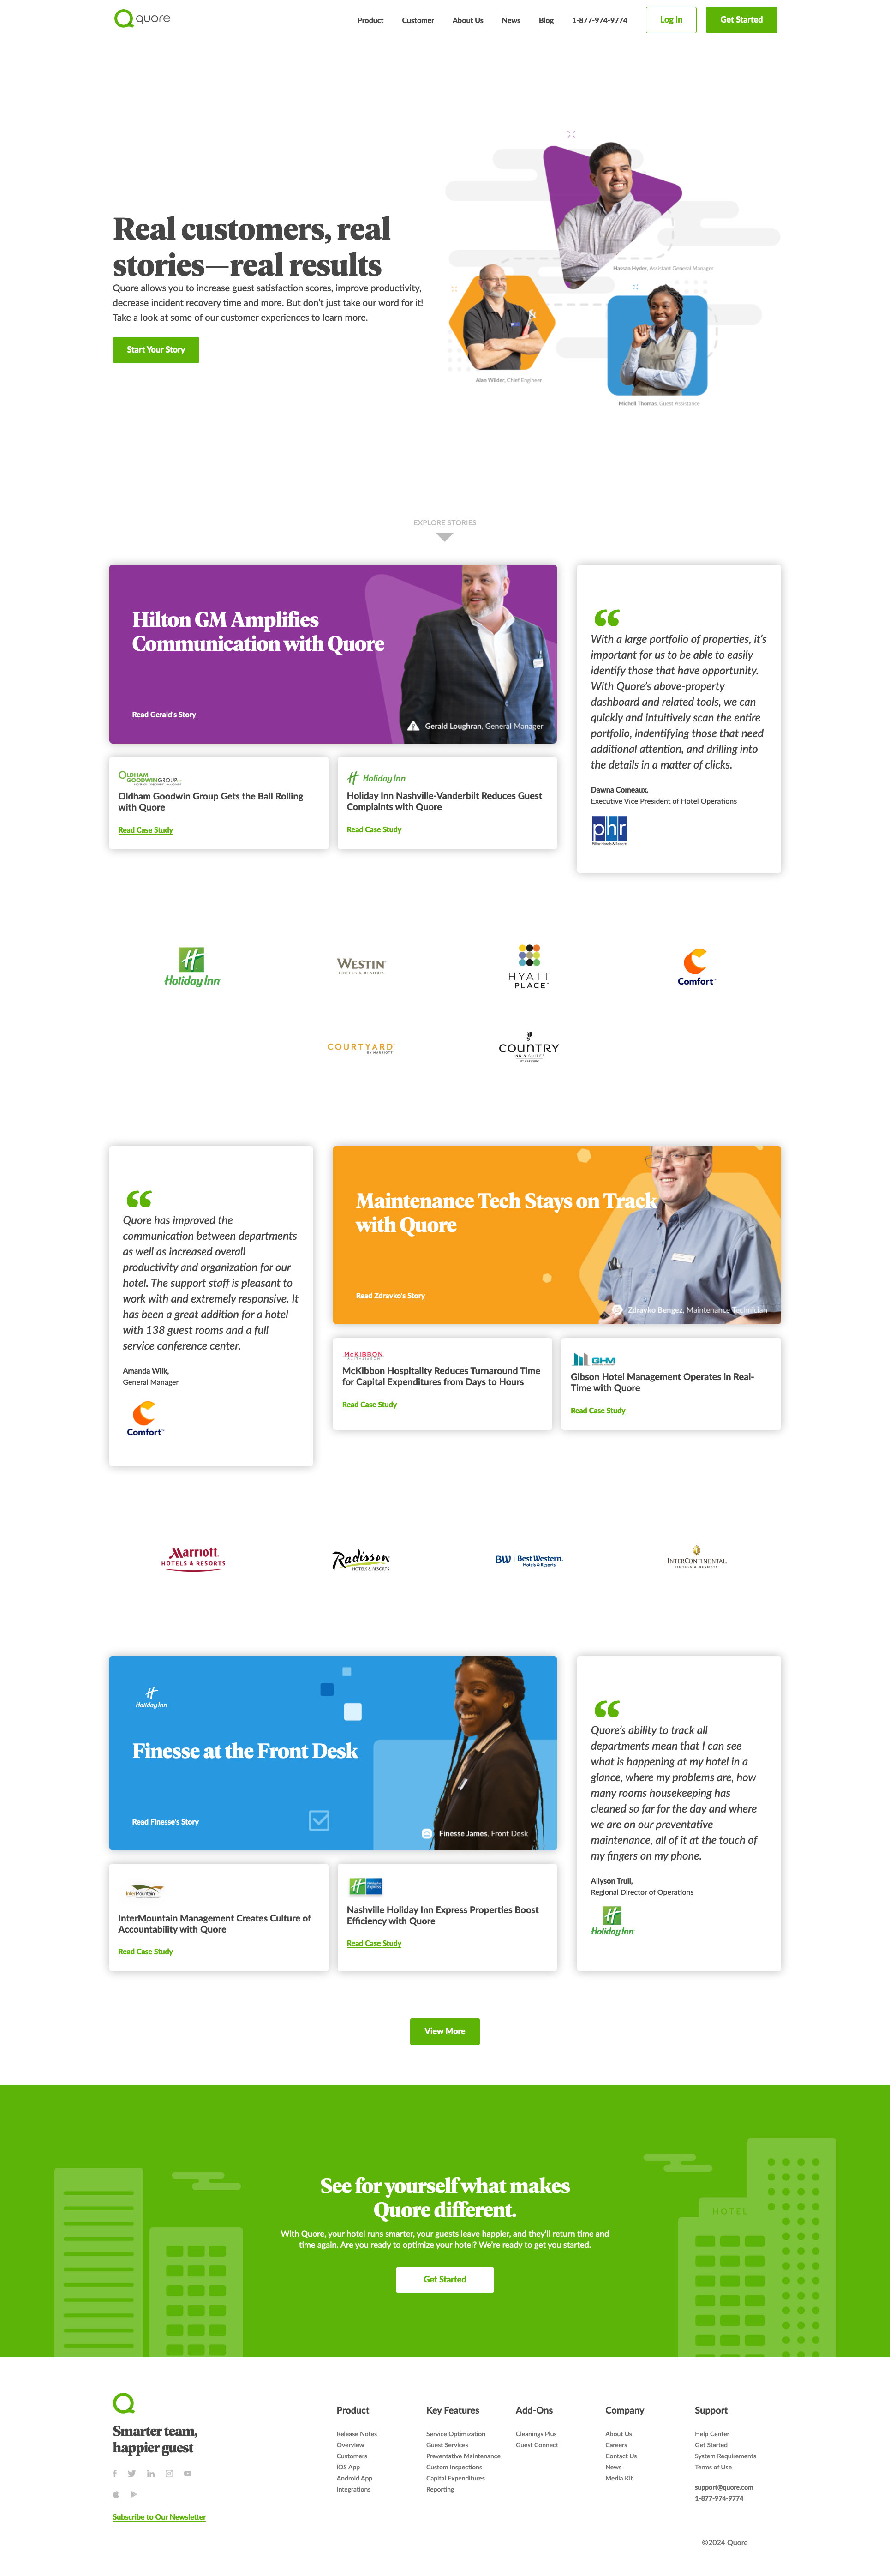 quore
Product
Customer
About Us
News
Blog
1-877-974-9774
Log In
Get Started
Real customers, real
stories—real results
Quore allows you to increase guest satisfaction scores, improve productivity,
decrease incident recovery time and more. But don't just take our word for it!
Take a look at some of our customer experiences to learn more.
Start Your Story
Hassan Hyder, Assistant General Manager
Alan Wilder, Chief Engineer
Michell Thomas, Guest Assistance
EXPLORE STORIES
Hilton GM Amplifies
Communication with Quore
Read Gerald's Story
Gerald Loughran, General Manager
OLDHAM
GOODWIN GROUP
Oldham Goodwin Group Gets the Ball Rolling
with Quore
Read Case Study
Holiday Inn
Holiday Inn Nashville-Vanderbilt Reduces Guest
Complaints with Quore
Read Case Study
With a large portfolio of properties, it's
important for us to be able to easily
identify those that have opportunity.
With Quore's above-property
dashboard and related tools, we can
quickly and intuitively scan the entire
portfolio, indentifying those that need
additional attention, and drilling into
the details in a matter of clicks.
Dawna Comeaux,
Executive Vice President of Hotel Operations
phr
Holiday Inn
WESTIN
HOTELS & RESORTS
HYATT
PLACE
Comfort
COURTYARD
BY MARRIOTT
COUNTRY
INN & SUITES
Quore has improved the
communication between departments
as well as increased overall
productivity and organization for our
hotel. The support staff is pleasant to
work with and extremely responsive. It
has been a great addition for a hotel
with 138 guest rooms and a full
service conference center.
Amanda Wilk,
General Manager
Comfort
Maintenance Tech Stays on Track
with Quore
Read Zdravko's Story
Zdravko Bengez, Maintenance Technician
McKIBBON
McKibbon Hospitality Reduces Turnaround Time
for Capital Expenditures from Days to Hours
Read Case Study
GHM
Gibson Hotel Management Operates in Real-
Time with Quore
Read Case Study
Marriott
HOTELS & RESORTS
Radisson
HOTELS & RESORTS
BW Best Western
Hotels & Resorts
INTERCONTINENTAL
HOTELS & RESORTS
Holiday Inn
Finesse at the Front Desk
Read Finesse's Story
Finesse James, Front Desk
InterMountain
InterMountain Management Creates Culture of
Accountability with Quore
Read Case Study
Holiday Inn
Express
Nashville Holiday Inn Express Properties Boost
Efficiency with Quore
Read Case Study
Quore's ability to track all
departments mean that I can see
what is happening at my hotel in a
glance, where my problems are, how
many rooms housekeeping has
cleaned so far for the day and where
we are on our preventative
maintenance, all of it at the touch of
my fingers on my phone.
Allyson Trull,
Regional Director of Operations
Holiday Inn
View More
See for yourself what makes
Quore different.
With Quore, your hotel runs smarter, your guests leave happier, and they'll return time and
time again. Are you ready to optimize your hotel? We're ready to get you started.
Get Started
HOTEL
Smarter team,
happier guest
Subscribe to Our Newsletter
Product
Release Notes
Overview
Customers
iOS App
Android App
Integrations
Key Features
Service Optimization
Guest Services
Preventative Maintenance
Custom Inspections
Capital Expenditures
Reporting
Add-Ons
Cleanings Plus
Guest Connect
Company
About Us
Careers
Contact Us
News
Media Kit
Support
Help Center
Get Started
System Requirements
Terms of Use
support@quore.com
1-877-974-9774
©2024 Quore